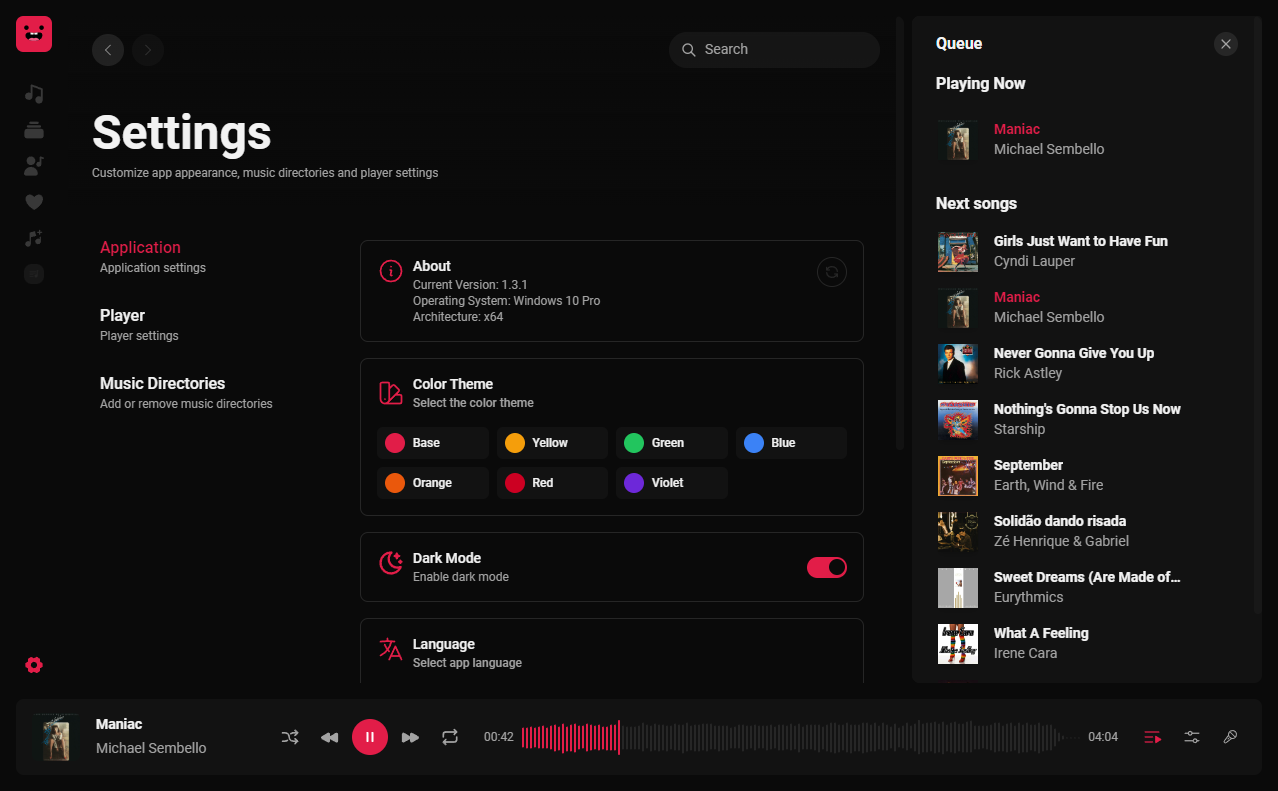 Search
Settings
Customize app appearance, music directories and player settings
Application
Application settings
Player
Player settings
Music Directories
Add or remove music directories
About
Current Version: 1.3.1
Operating System: Windows 10 Pro
Architecture: x64
Color Theme
Select the color theme
Base
Yellow
Green
Blue
Orange
Red
Violet
Dark Mode
Enable dark mode
Language
Select app language
Queue
Playing Now
Maniac
Michael Sembello
Next songs
Girls Just Want to Have Fun
Cyndi Lauper
Maniac
Michael Sembello
Never Gonna Give You Up
Rick Astley
Nothing's Gonna Stop Us Now
Starship
September
Earth, Wind & Fire
Solidão dando risada
Zé Henrique & Gabriel
Sweet Dreams (Are Made of...
Eurythmics
What A Feeling
Irene Cara
Maniac
Michael Sembello
00:42
04:04